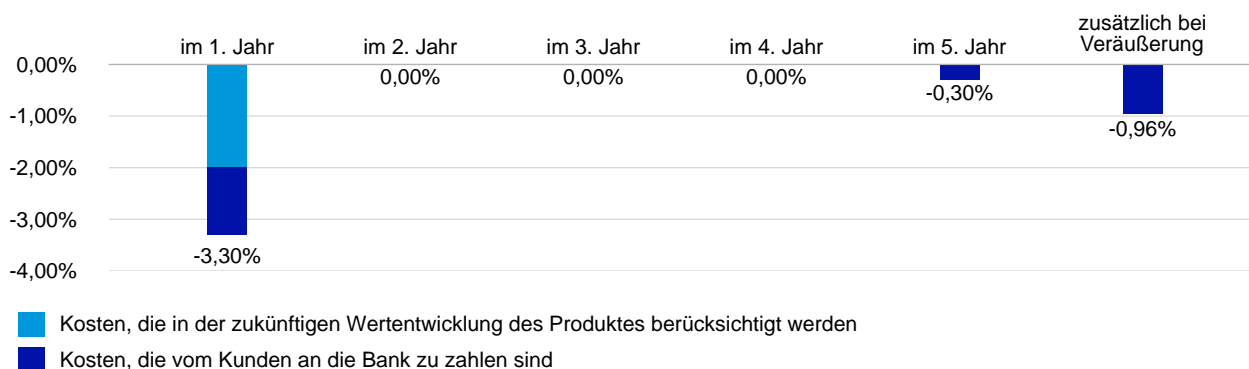 im 1. Jahr
im 2. Jahr
im 3. Jahr
im 4. Jahr
im 5. Jahr
zusätzlich bei
Veräußerung
0,00%
-1,00%
-2,00%
-3,00%
-4,00%
-3,30%
0,00%
0,00%
0,00%
-0,30%
-0,96%
Kosten, die in der zukünftigen Wertentwicklung des Produktes berücksichtigt werden
Kosten, die vom Kunden an die Bank zu zahlen sind